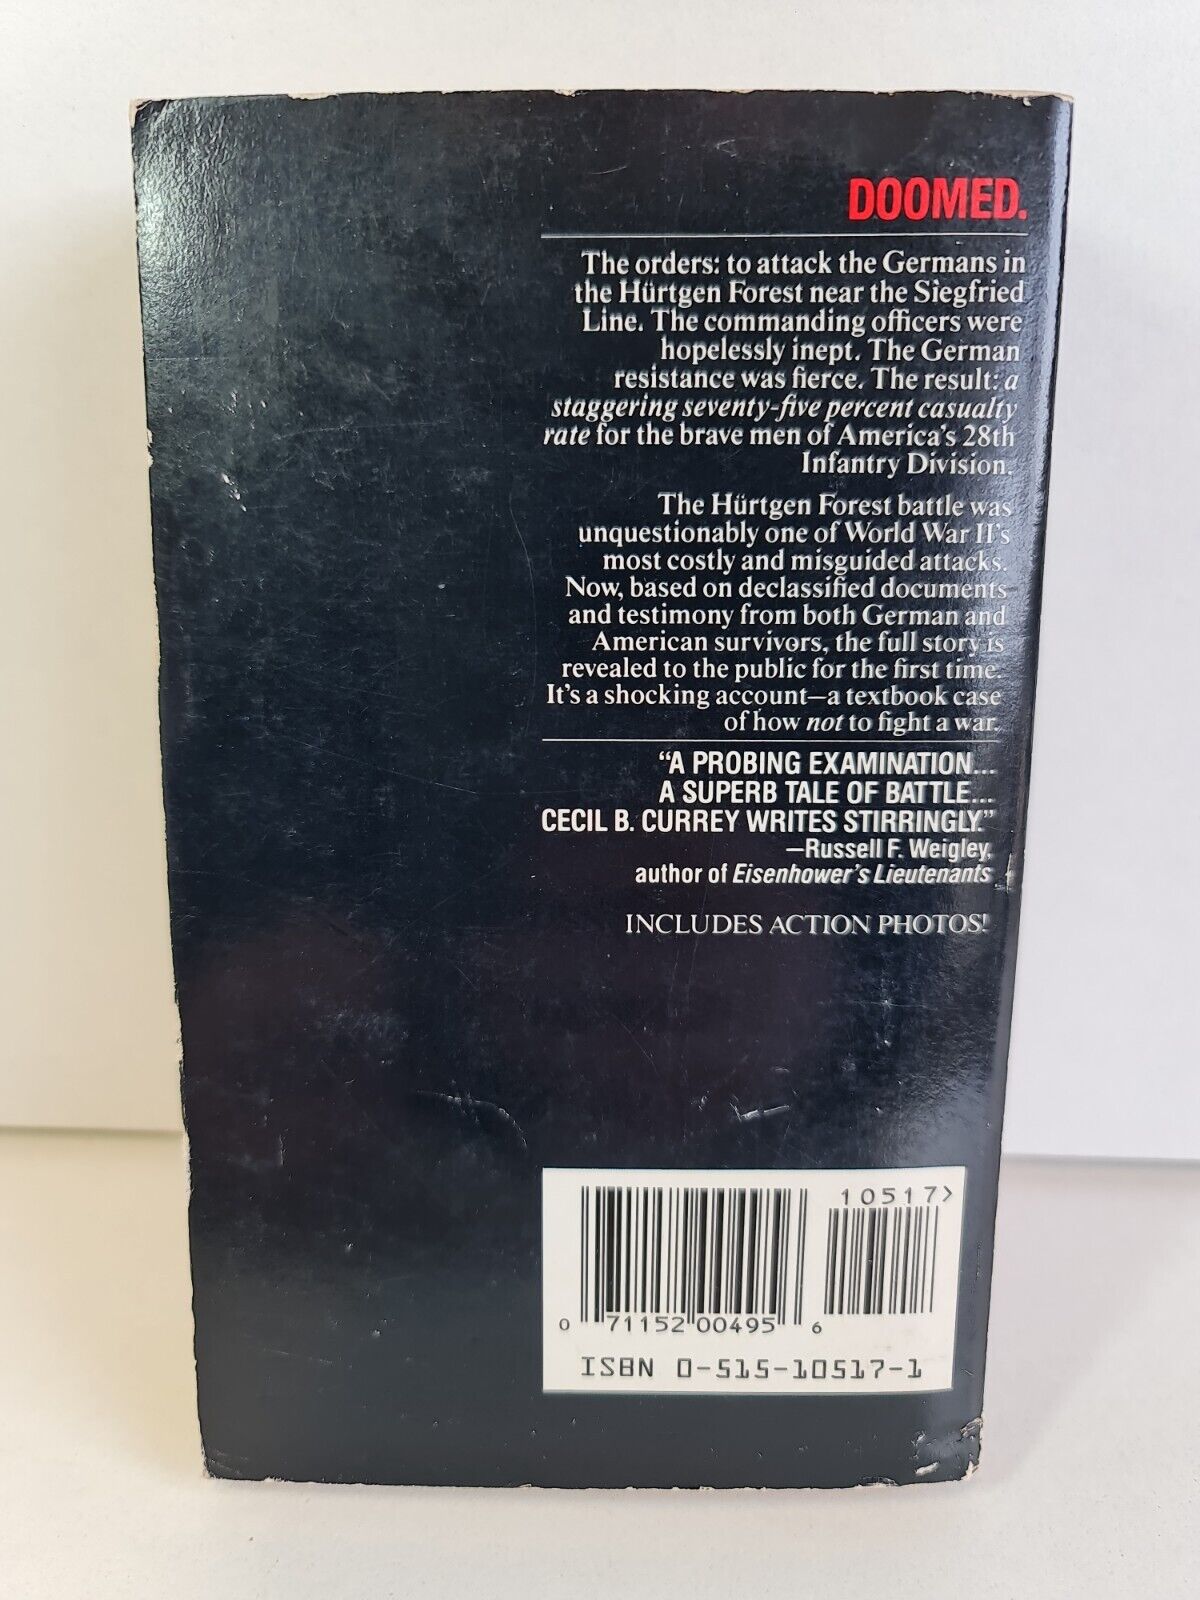 DOOMED.
The orders: to attack the Germans in
the Hürtgen Forest near the Siegfried
Line. The commanding officers were
hopelessly inept. The German
resistance was fierce. The result: a
staggering seventy-five percent casualty
rate for the brave men of America's 28th
Infantry Division.
The Hürtgen Forest battle was
unquestionably one of World War II's
most costly and misguided attacks.
Now, based on declassified documents
and testimony from both German and
American survivors, the full story is
revealed to the public for the first time.
It's a shocking account—a textbook case
of how not to fight a war.
"A PROBING EXAMINATION...
A SUPERB TALE OF BATTLE...
CECIL B. CURREY WRITES STIRRINGLY."
—Russell F. Weigley,
author of Eisenhower's Lieutenants
INCLUDES ACTION PHOTOS!
10517>
0 71152 00495 6
ISBN 0-515-10517-1